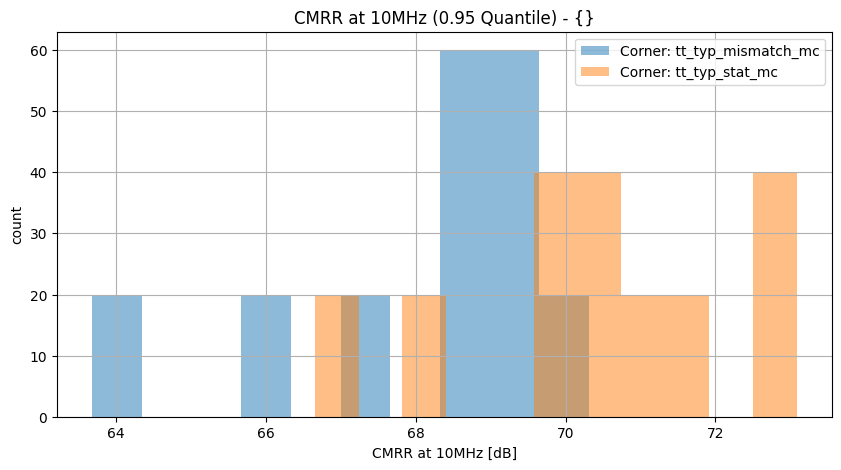 CMRR at 10MHz (0.95 Quantile) - {}
Corner: tt_typ_mismatch_mc
Corner: tt_typ_stat_mc
count
60
50
40
30
20
10
0
64 66 68 70 72
CMRR at 10MHz [dB]